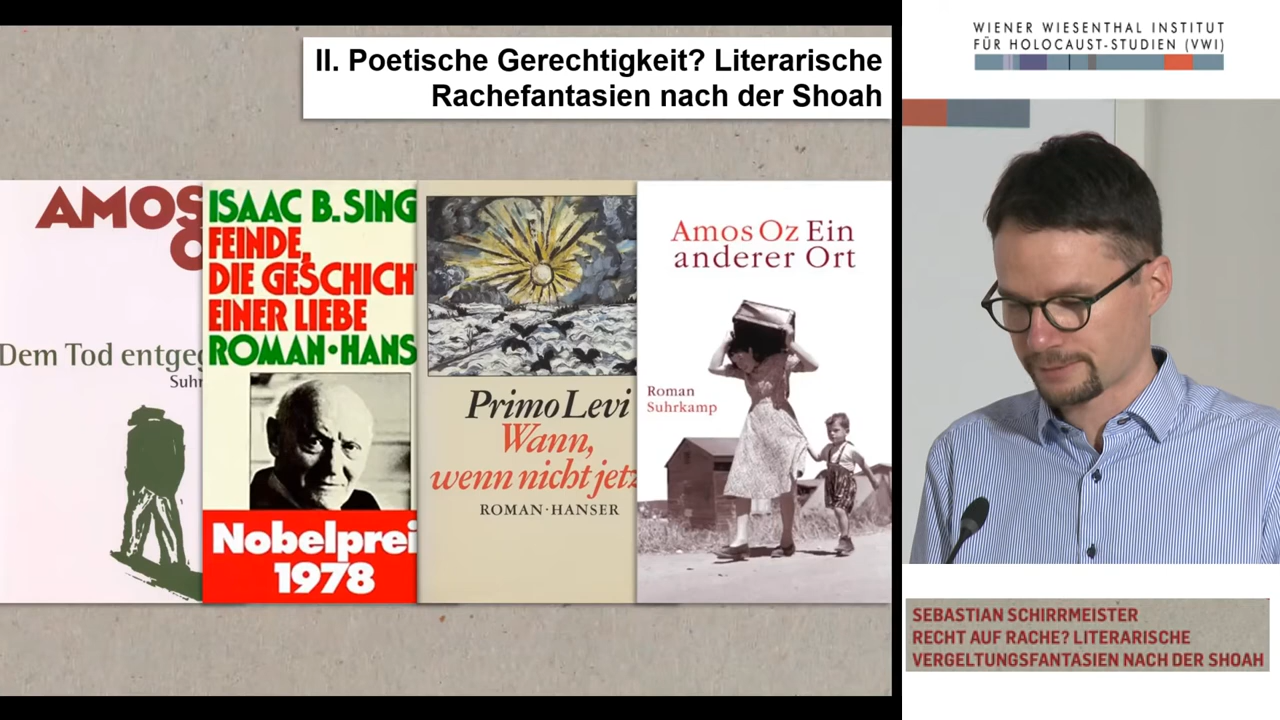 II. Poetische Gerechtigkeit? Literarische
Rachefantasien nach der Shoah
AMOS
O
Dem Tod entgeg
Suhr
ISAAC B. SING
FEINDE,
DIE GESCHICH
EINER LIEBE
ROMAN·HANS
Nobelprei
1978
Primo Levi
Wann,
wenn nicht jetz
ROMAN·HANSER
Amos Oz Ein
anderer Ort
Roman
Suhrkamp
WIENER WIESENTHAL INSTITUT
FÜR HOLOCAUST-STUDIEN (VWI)
SEBASTIAN SCHIRRMEISTER
RECHT AUF RACHE? LITERARISCHE
VERGELTUNGSFANTASIEN NACH DER SHOAH